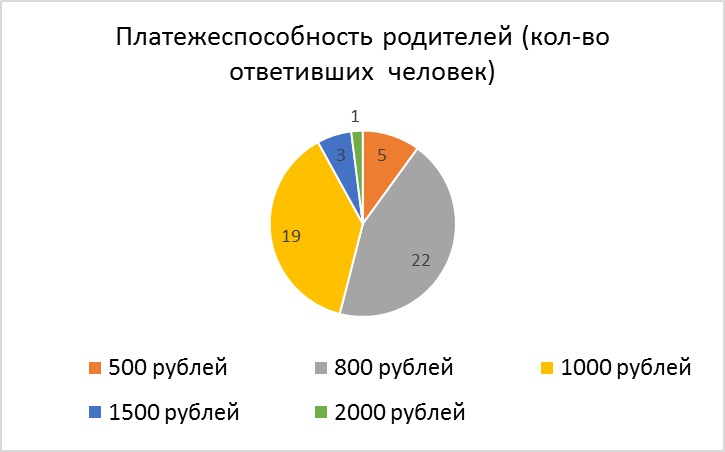 Платежеспособность родителей (кол-во
ответивших человек)
1
3
5
19
22
500 рублей
800 рублей
1000 рублей
1500 рублей
2000 рублей